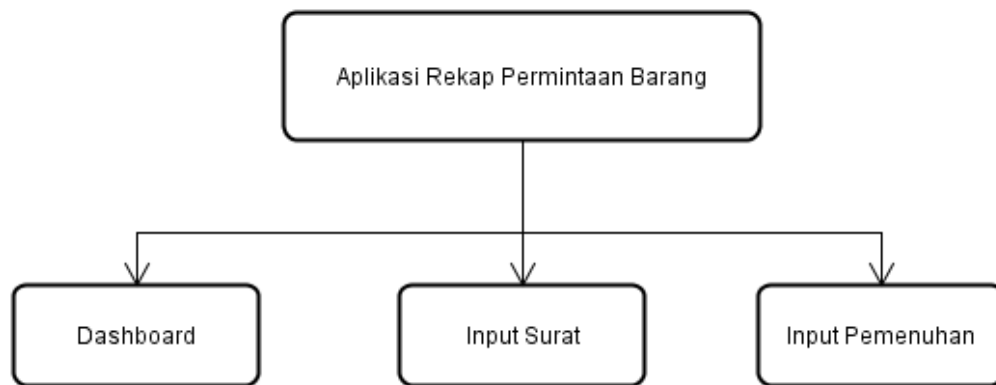 Aplikasi Rekap Permintaan Barang
Dashboard
Input Surat
Input Pemenuhan